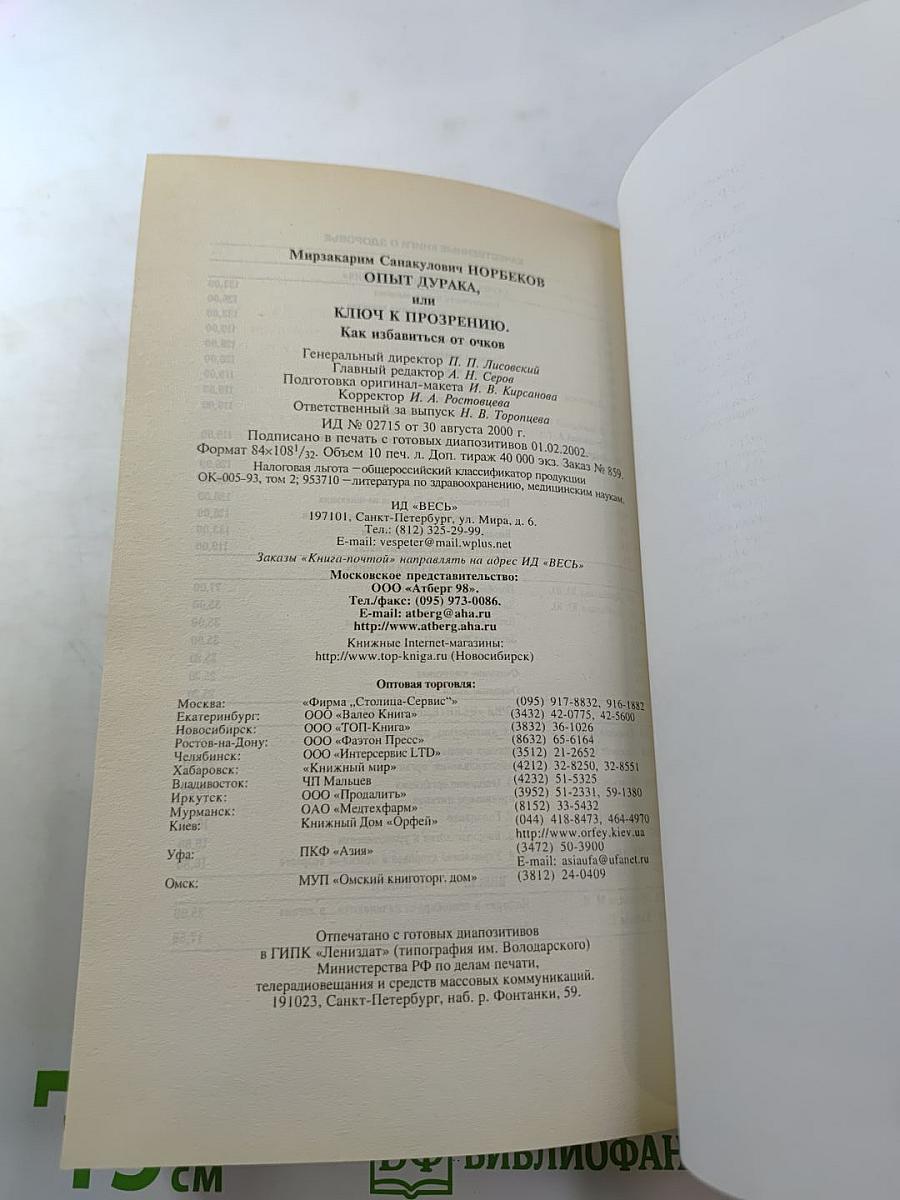 Мирзакарим Санакулович НОРБЕКОВ
ОПЫТ ДУРАКА,
или
КЛЮЧ К ПРОЗРЕНИЮ.
Как избавиться от очков
Генеральный директор П. П. Лисовский
Главный редактор А. Н. Серов
Подготовка оригинал-макета И. В. Кирсанова
Корректор И. А. Ростовцева
Ответственный за выпуск Н. В. Торопцева
ИД № 02715 от 30 августа 2000 г.
Подписано в печать с готовых диапозитивов 01.02.2002.
Формат 84×108¹/₃₂. Объем 10 печ. л. Доп. тираж 40 000 экз. Заказ № 859.
Налоговая льгота —общероссийский классификатор продукции
ОК–005–93, том 2; 953710 —литература по здравоохранению, медицинским наукам.
ИД «ВЕСЬ»
197101, Санкт-Петербург, ул. Мира, д. 6.
Тел.: (812) 325-29-99.
E-mail: vespeter@mail.wplus.net
Заказы «Книга-почтой» направлять на адрес ИД «ВЕСЬ»
Московское представительство:
ООО «Атберг 98».
Тел./факс: (095) 973-0086.
E-mail: atberg@aha.ru
http://www.atberg.aha.ru
Книжные Internet-магазины:
http://www.top-kniga.ru (Новосибирск)
Оптовая торговля:
Москва: «Фирма „Столица-Сервис“» (095) 917-8832, 916-1882
Екатеринбург: ООО «Валео Книга» (3432) 42-0775, 42-5600
Новосибирск: ООО «ТОП-Книга» (3832) 36-1026
Ростов-на-Дону: ООО «Фаэтон Пресс» (8632) 65-6164
Челябинск: ООО «Интерсервис LTD» (3512) 21-2652
Хабаровск: «Книжный мир» (4212) 32-8250, 32-8551
Владивосток: ЧП Мальцев (4232) 51-5325
Иркутск: ООО «Продалитъ» (3952) 51-2331, 59-1380
Мурманск: ОАО «Медтехфарм» (8152) 33-5432
Киев: Книжный Дом «Орфей» (044) 418-8473, 464-4970
http://www.orfey.kiev.ua
Уфа: ПКФ «Азия» (3472) 50-3900
E-mail: asiaufa@ufanet.ru
Омск: МУП «Омский книготорг. дом» (3812) 24-0409
Отпечатано с готовых диапозитивов
в ГИПК «Лениздат» (типография им. Володарского)
Министерства РФ по делам печати,
телерадиовещания и средств массовых коммуникаций.
191023, Санкт-Петербург, наб. р. Фонтанки, 59.
15 см
БФ БИБЛИОФАН